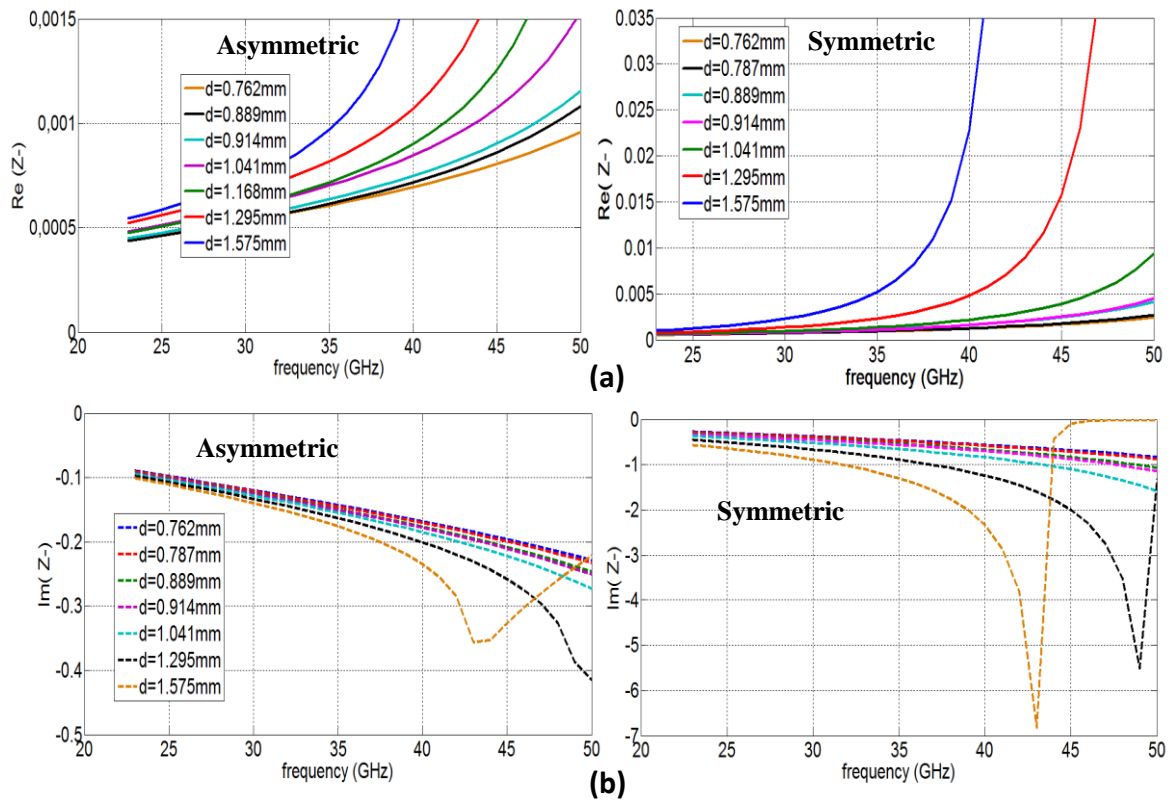 0,0015
0,001
0,0005
0
Re (Z-)
Asymmetric
d=0.762mm
d=0.889mm
d=0.914mm
d=1.041mm
d=1.168mm
d=1.295mm
d=1.575mm
20 25 30 35 40 45 50
frequency (GHz)
0.035
0.03
0.025
0.02
0.015
0.01
0.005
0
Re( Z- )
Symmetric
d=0.762mm
d=0.787mm
d=0.889mm
d=0.914mm
d=1.041mm
d=1.295mm
d=1.575mm
25 30 35 40 45 50
frequency (GHz)
(a)
0
-0.1
-0.2
-0.3
-0.4
-0.5
Im( Z-)
Asymmetric
d=0.762mm
d=0.787mm
d=0.889mm
d=0.914mm
d=1.041mm
d=1.295mm
d=1.575mm
20 25 30 35 40 45 50
frequency (GHz)
0
-1
-2
-3
-4
-5
-6
-7
Im( Z-)
Symmetric
20 25 30 35 40 45 50
frequency (GHz)
(b)